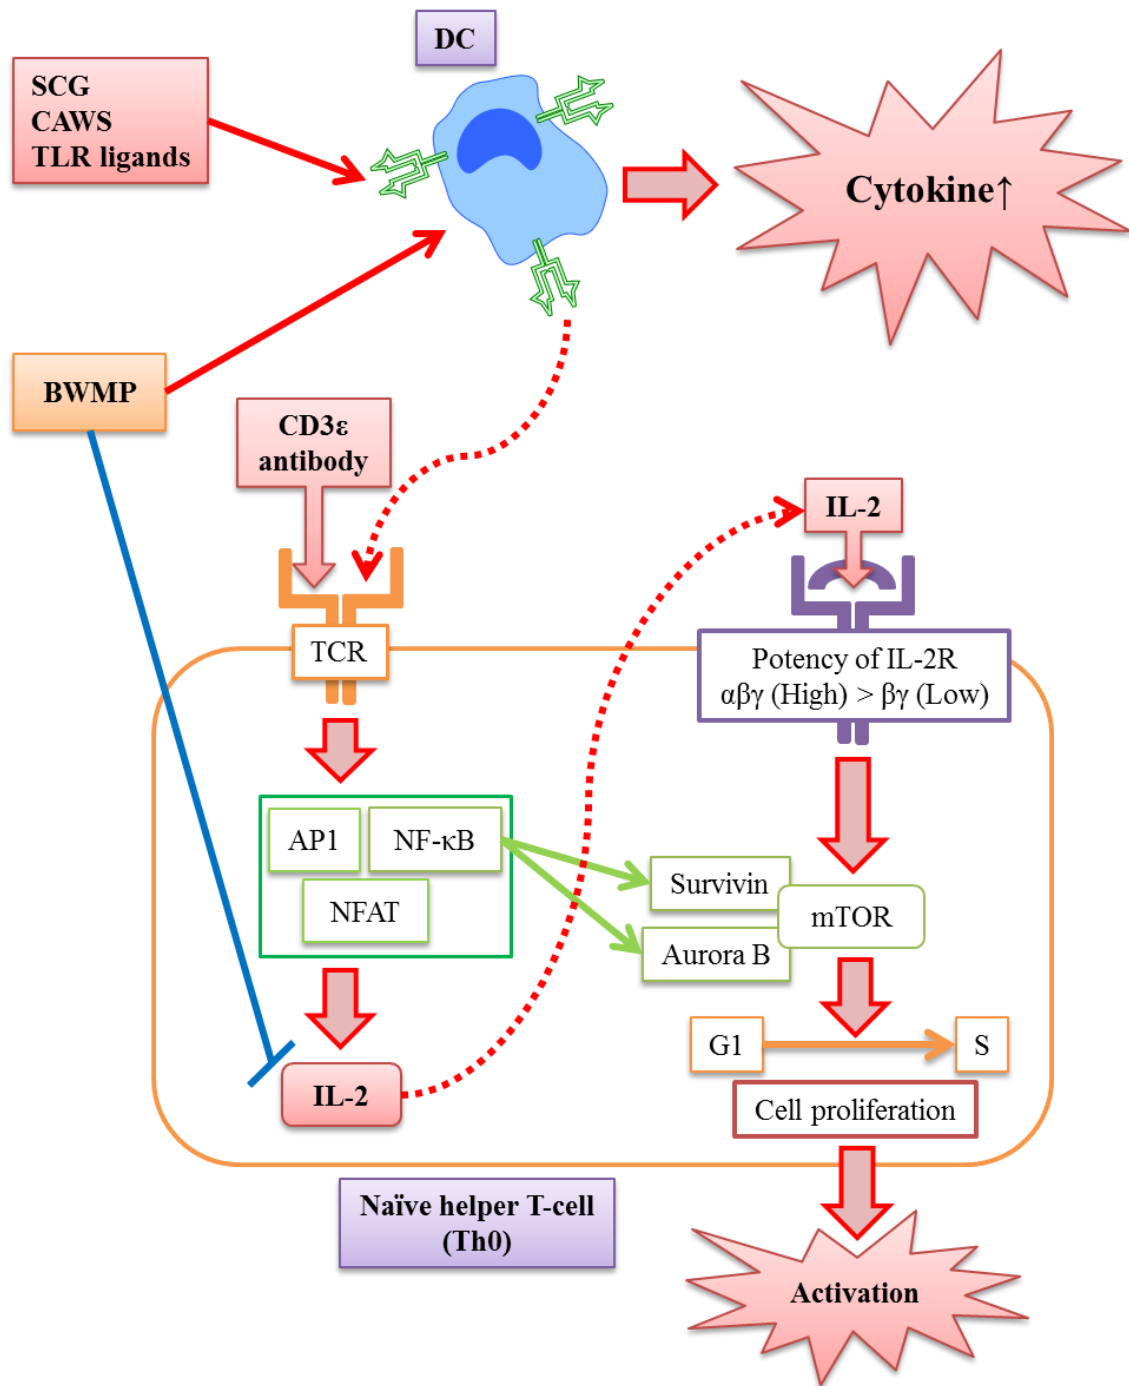 DC
SCG
CAWS
TLR ligands
Cytokine↑
BWMP
CD3ε
antibody
IL-2
TCR
Potency of IL-2R
αβγ (High) > βγ (Low)
AP1
NF-κB
NFAT
Survivin
mTOR
Aurora B
G1
S
IL-2
Cell proliferation
Naïve helper T-cell
(Th0)
Activation